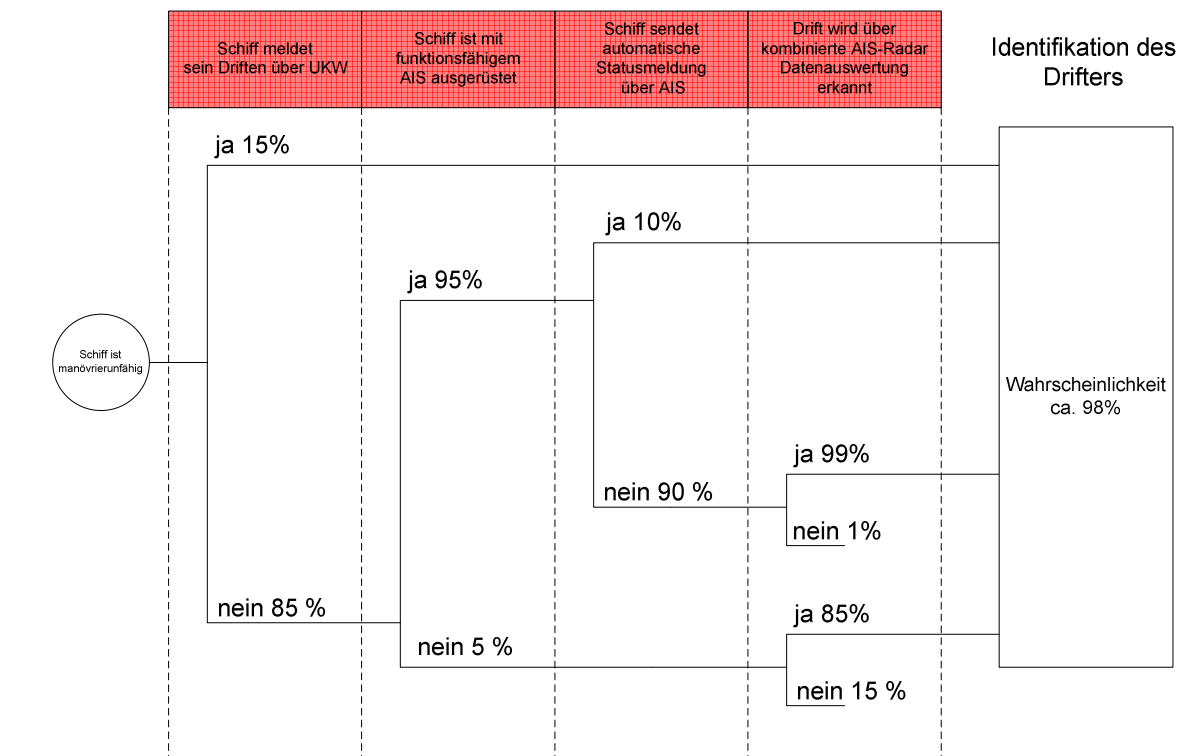 Schiff meldet
sein Driften über UKW
Schiff ist mit
funktionsfähigem
AIS ausgerüstet
Schiff sendet
automatische
Statusmeldung
über AIS
Drift wird über
kombinierte AIS-Radar
Datenauswertung
erkannt
Identifikation des
Drifters
ja 15%
ja 10%
ja 95%
Schiff ist
manövrierunfähig
Wahrscheinlichkeit
ca. 98%
ja 99%
nein 90 %
nein 1%
nein 85 %
ja 85%
nein 5 %
nein 15 %